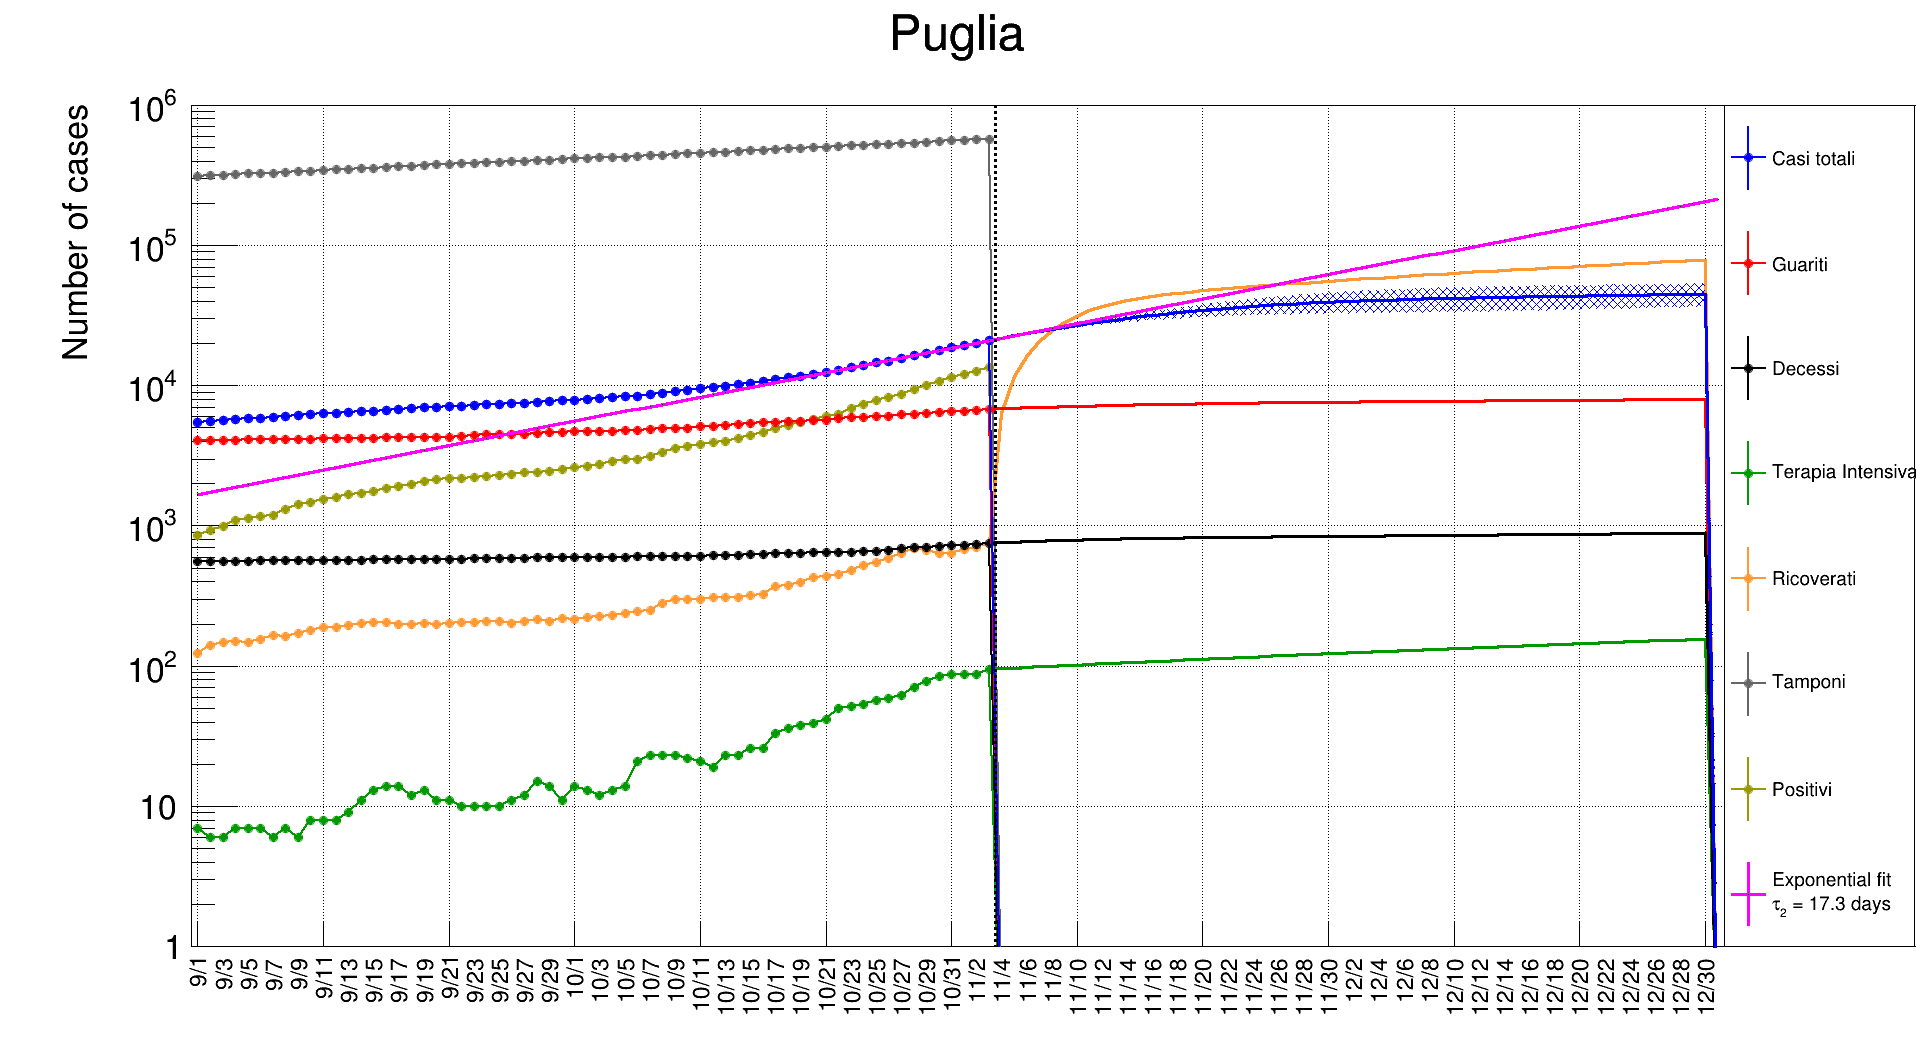 Puglia
Number of cases
10^6
10^5
10^4
10^3
10^2
10
1
9/1 9/3 9/5 9/7 9/9 9/11 9/13 9/15 9/17 9/19 9/21 9/23 9/25 9/27 9/29 10/1 10/3 10/5 10/7 10/9 10/11 10/13 10/15 10/17 10/19 10/21 10/23 10/25 10/27 10/29 10/31 11/2 11/4 11/6 11/8 11/10 11/12 11/14 11/16 11/18 11/20 11/22 11/24 11/26 11/28 11/30 12/2 12/4 12/6 12/8 12/10 12/12 12/14 12/16 12/18 12/20 12/22 12/24 12/26 12/28 12/30
Casi totali
Guariti
Decessi
Terapia Intensiva
Ricoverati
Tamponi
Positivi
Exponential fit
τ₂ = 17.3 days